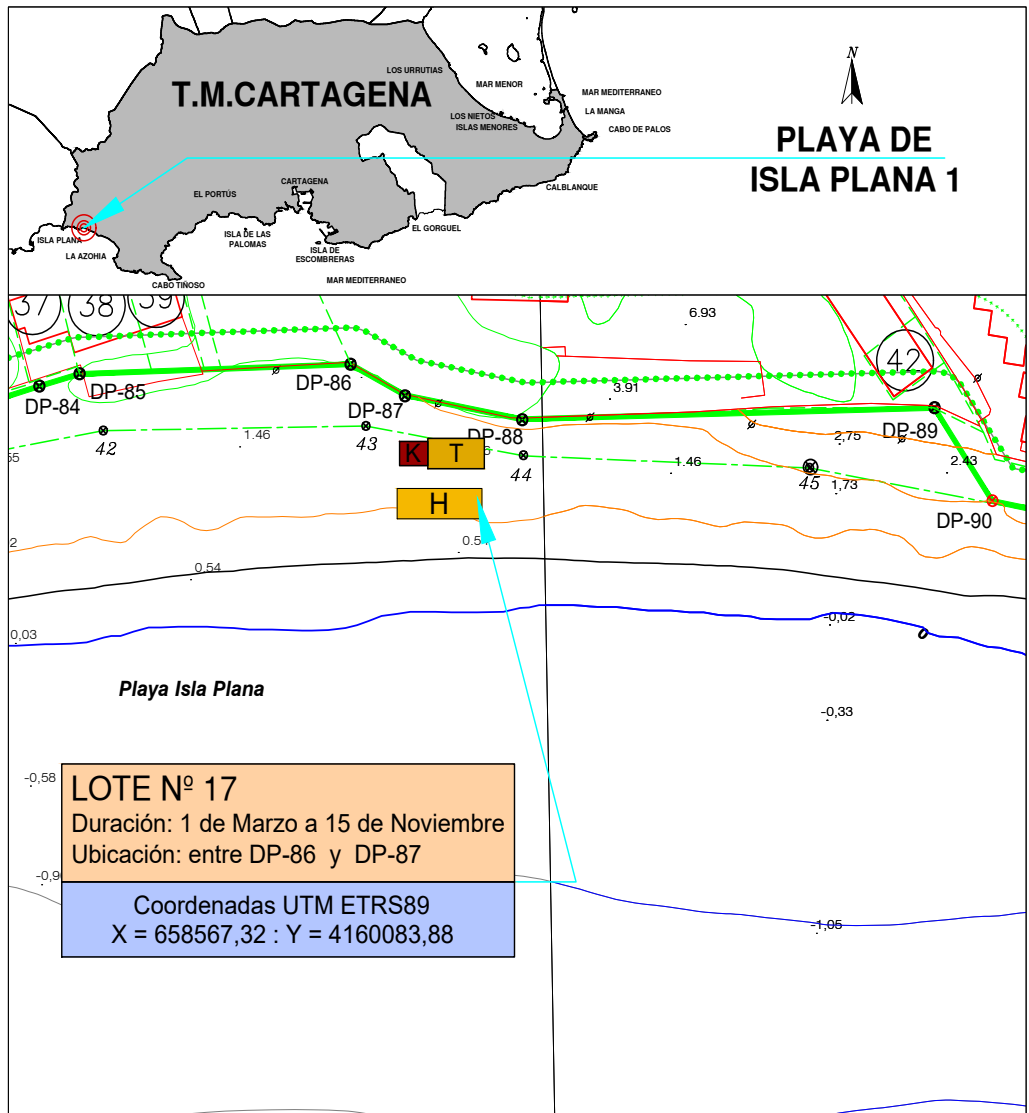 LOS URRUTIAS
T.M.CARTAGENA
MAR MENOR
MAR MEDITERRANEO
LA MANGA
LOS NIETOS
ISLAS MENORES
CABO DE PALOS
N
PLAYA DE
ISLA PLANA 1
CARTAGENA
EL PORTÚS
CALBLANQUE
EL GORGUEL
ISLA PLANA
LA AZOHIA
ISLA DE LAS
PALOMAS
ISLA DE
ESCOMBRERAS
CABO TIÑOSO
MAR MEDITERRANEO
37
38
39
6.93
42
DP-84
DP-85
DP-86
3.91
DP-87
DP-88
DP-89
42
1.46
43
K
T
6
44
1.46
45
2,75
2.43
1,73
H
DP-90
0.54
0.03
-0,02
0
Playa Isla Plana
-0,33
-0,58
LOTE Nº 17
Duración: 1 de Marzo a 15 de Noviembre
Ubicación: entre DP-86 y DP-87
Coordenadas UTM ETRS89
X = 658567,32 : Y = 4160083,88
-1,05